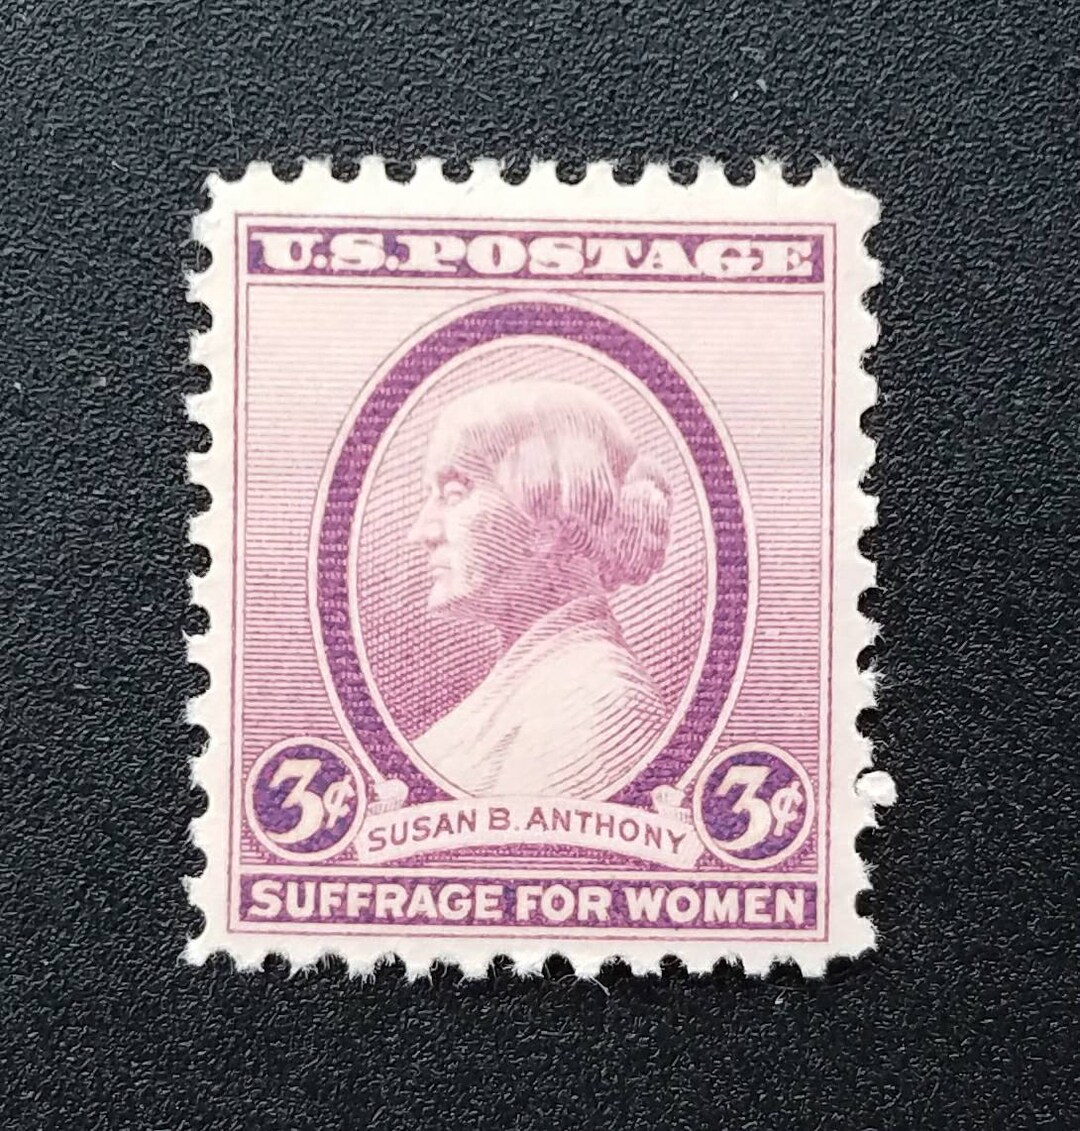 U.S.POSTAGE
3¢
3¢
SUSAN B. ANTHONY
SUFFRAGE FOR WOMEN